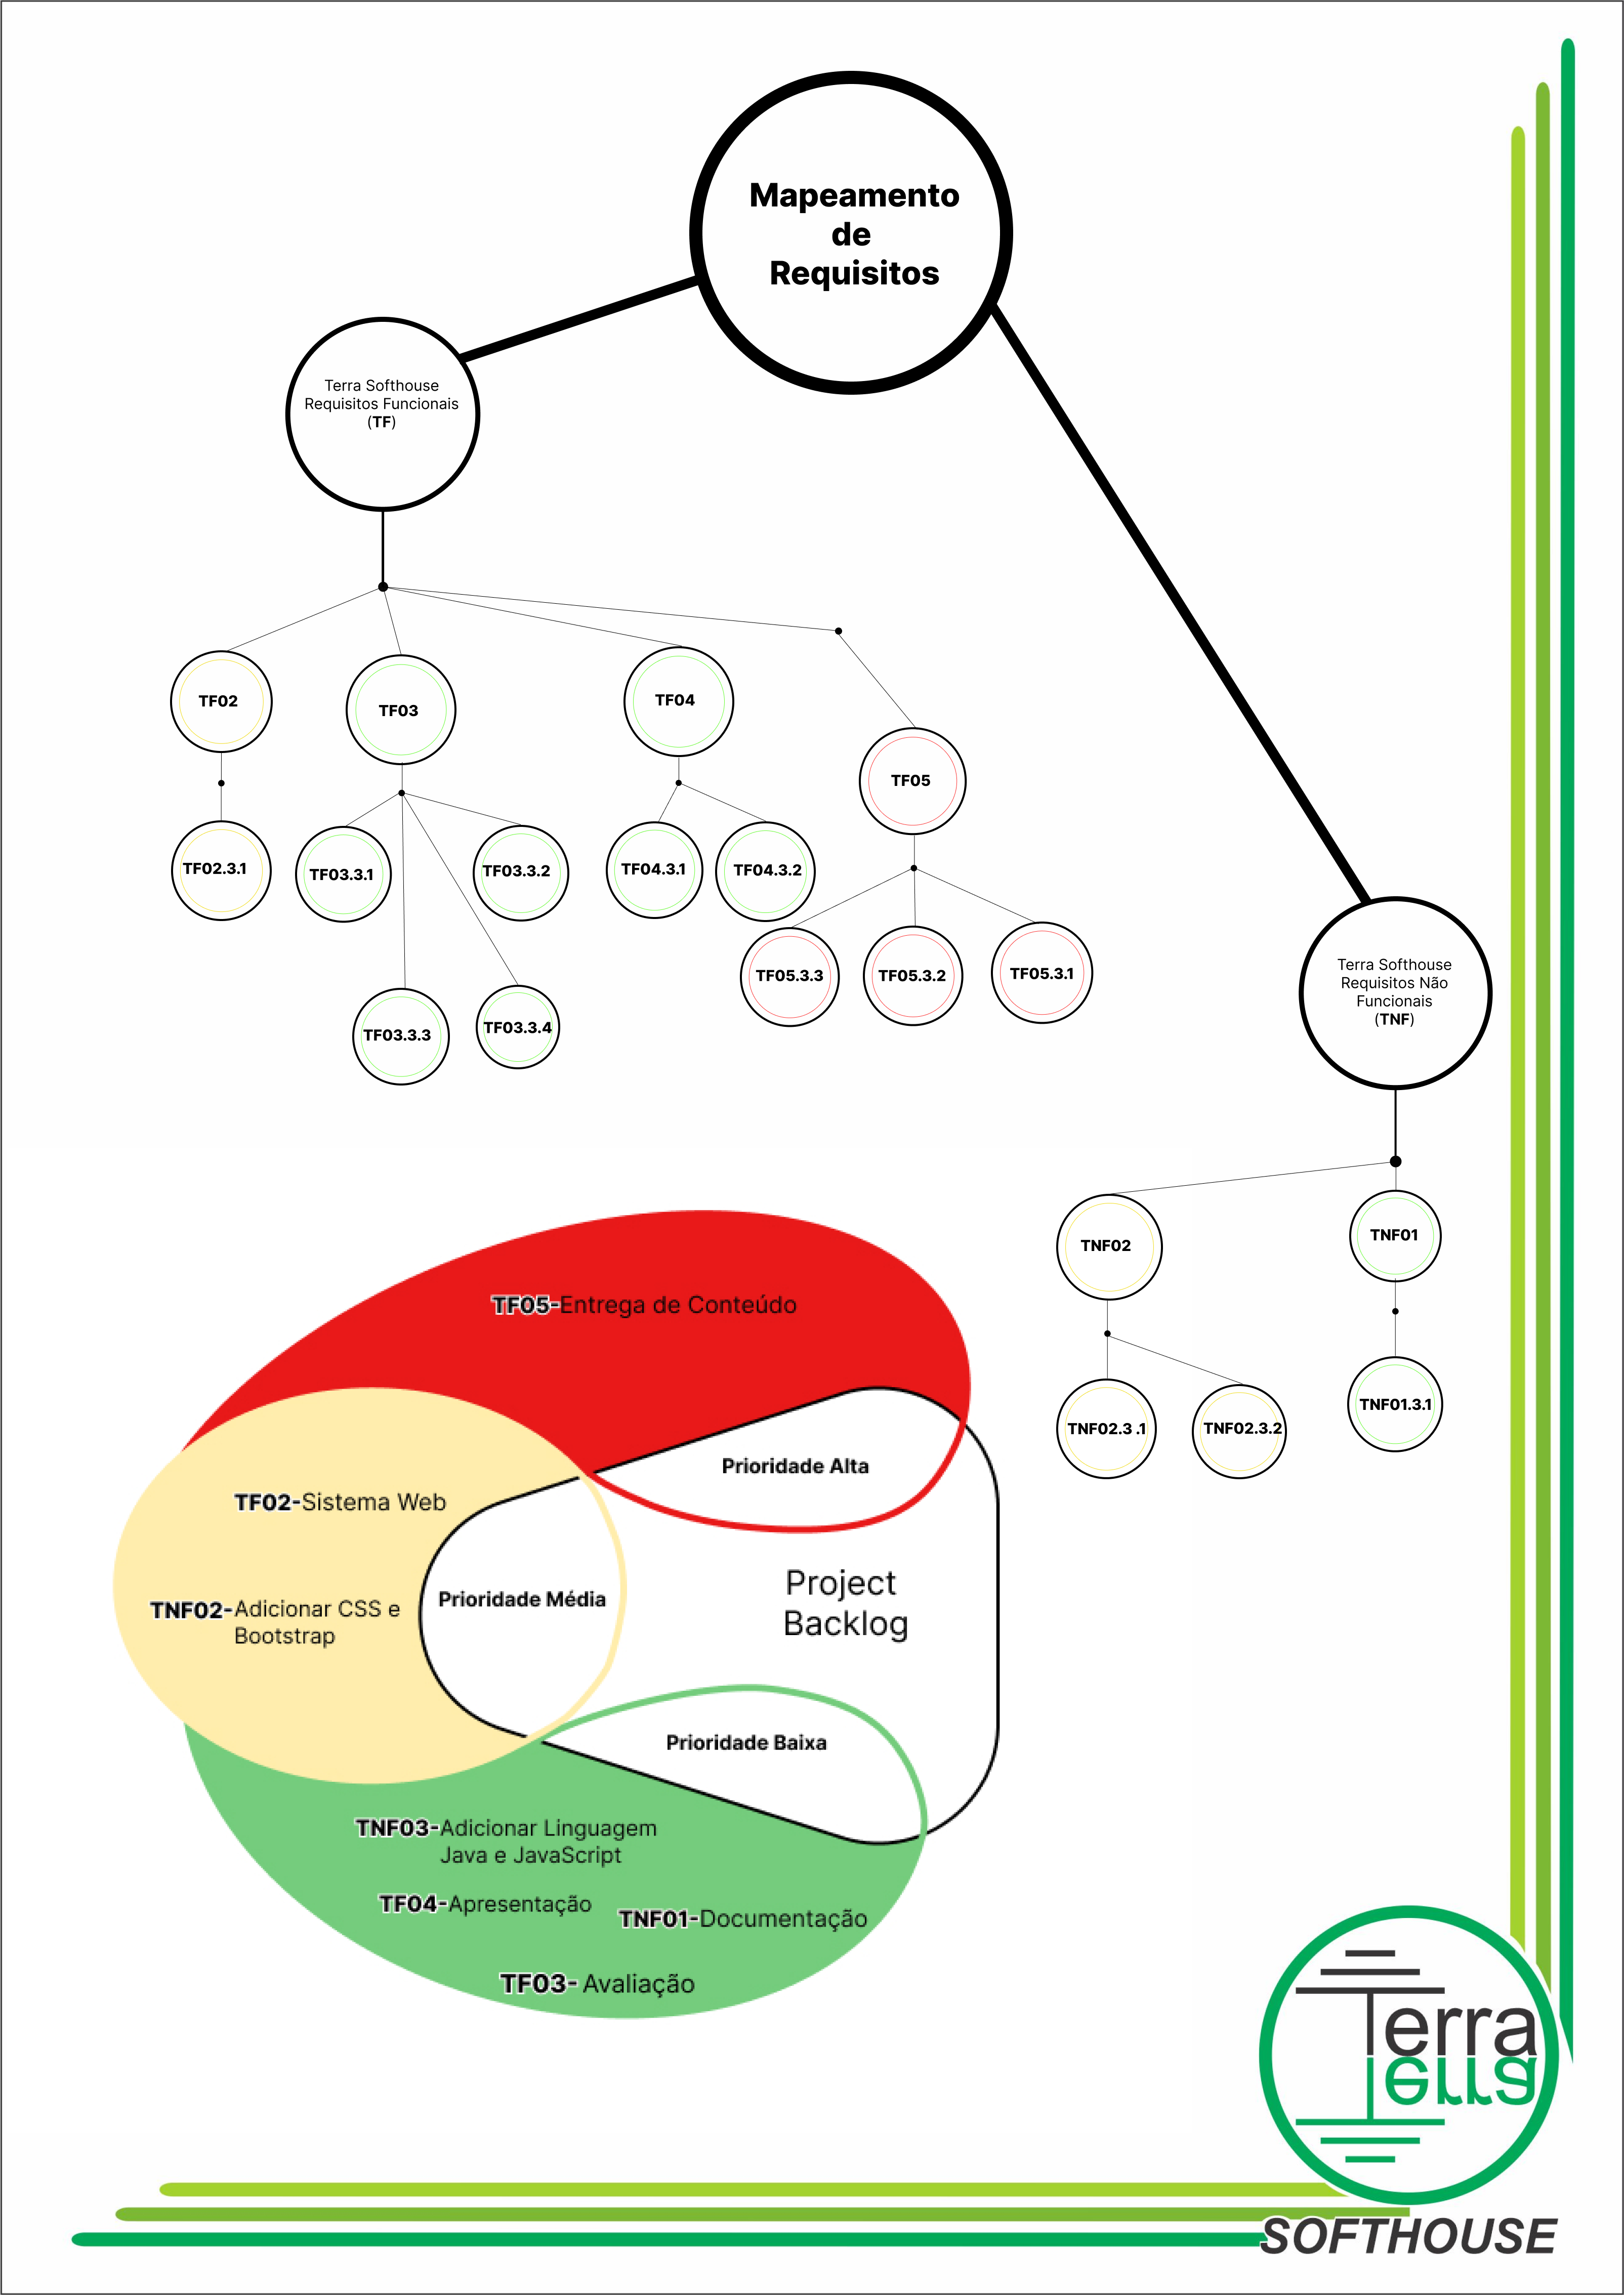 Mapeamento
de
Requisitos
Terra Softhouse
Requisitos Funcionais
(TF)
TF02
TF03
TF04
TF05
TF02.3.1
TF03.3.1
TF03.3.2
TF04.3.1
TF04.3.2
TF05.3.3
TF05.3.2
TF05.3.1
TF03.3.3
TF03.3.4
Terra Softhouse
Requisitos Não
Funcionais
(TNF)
TNF02
TNF01
TNF02.3 .1
TNF02.3.2
TNF01.3.1
TF05-Entrega de Conteúdo
Prioridade Alta
TF02-Sistema Web
TNF02-Adicionar CSS e
Bootstrap
Prioridade Média
Project
Backlog
Prioridade Baixa
TNF03-Adicionar Linguagem
Java e JavaScript
TF04-Apresentação
TNF01-Documentação
TF03- Avaliação
Terra
Terra
SOFTHOUSE